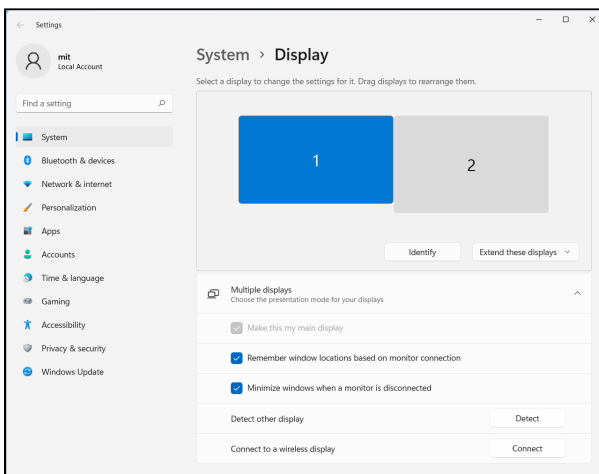 Settings
mit
Local Account
Find a setting
System
Bluetooth & devices
Network & internet
Personalization
Apps
Accounts
Time & language
Gaming
Accessibility
Privacy & security
Windows Update
System > Display
Select a display to change the settings for it. Drag displays to rearrange them.
1
2
Identify
Extend these displays
Multiple displays
Choose the presentation mode for your displays
Make this my main display
Remember window locations based on monitor connection
Minimize windows when a monitor is disconnected
Detect other display
Detect
Connect to a wireless display
Connect